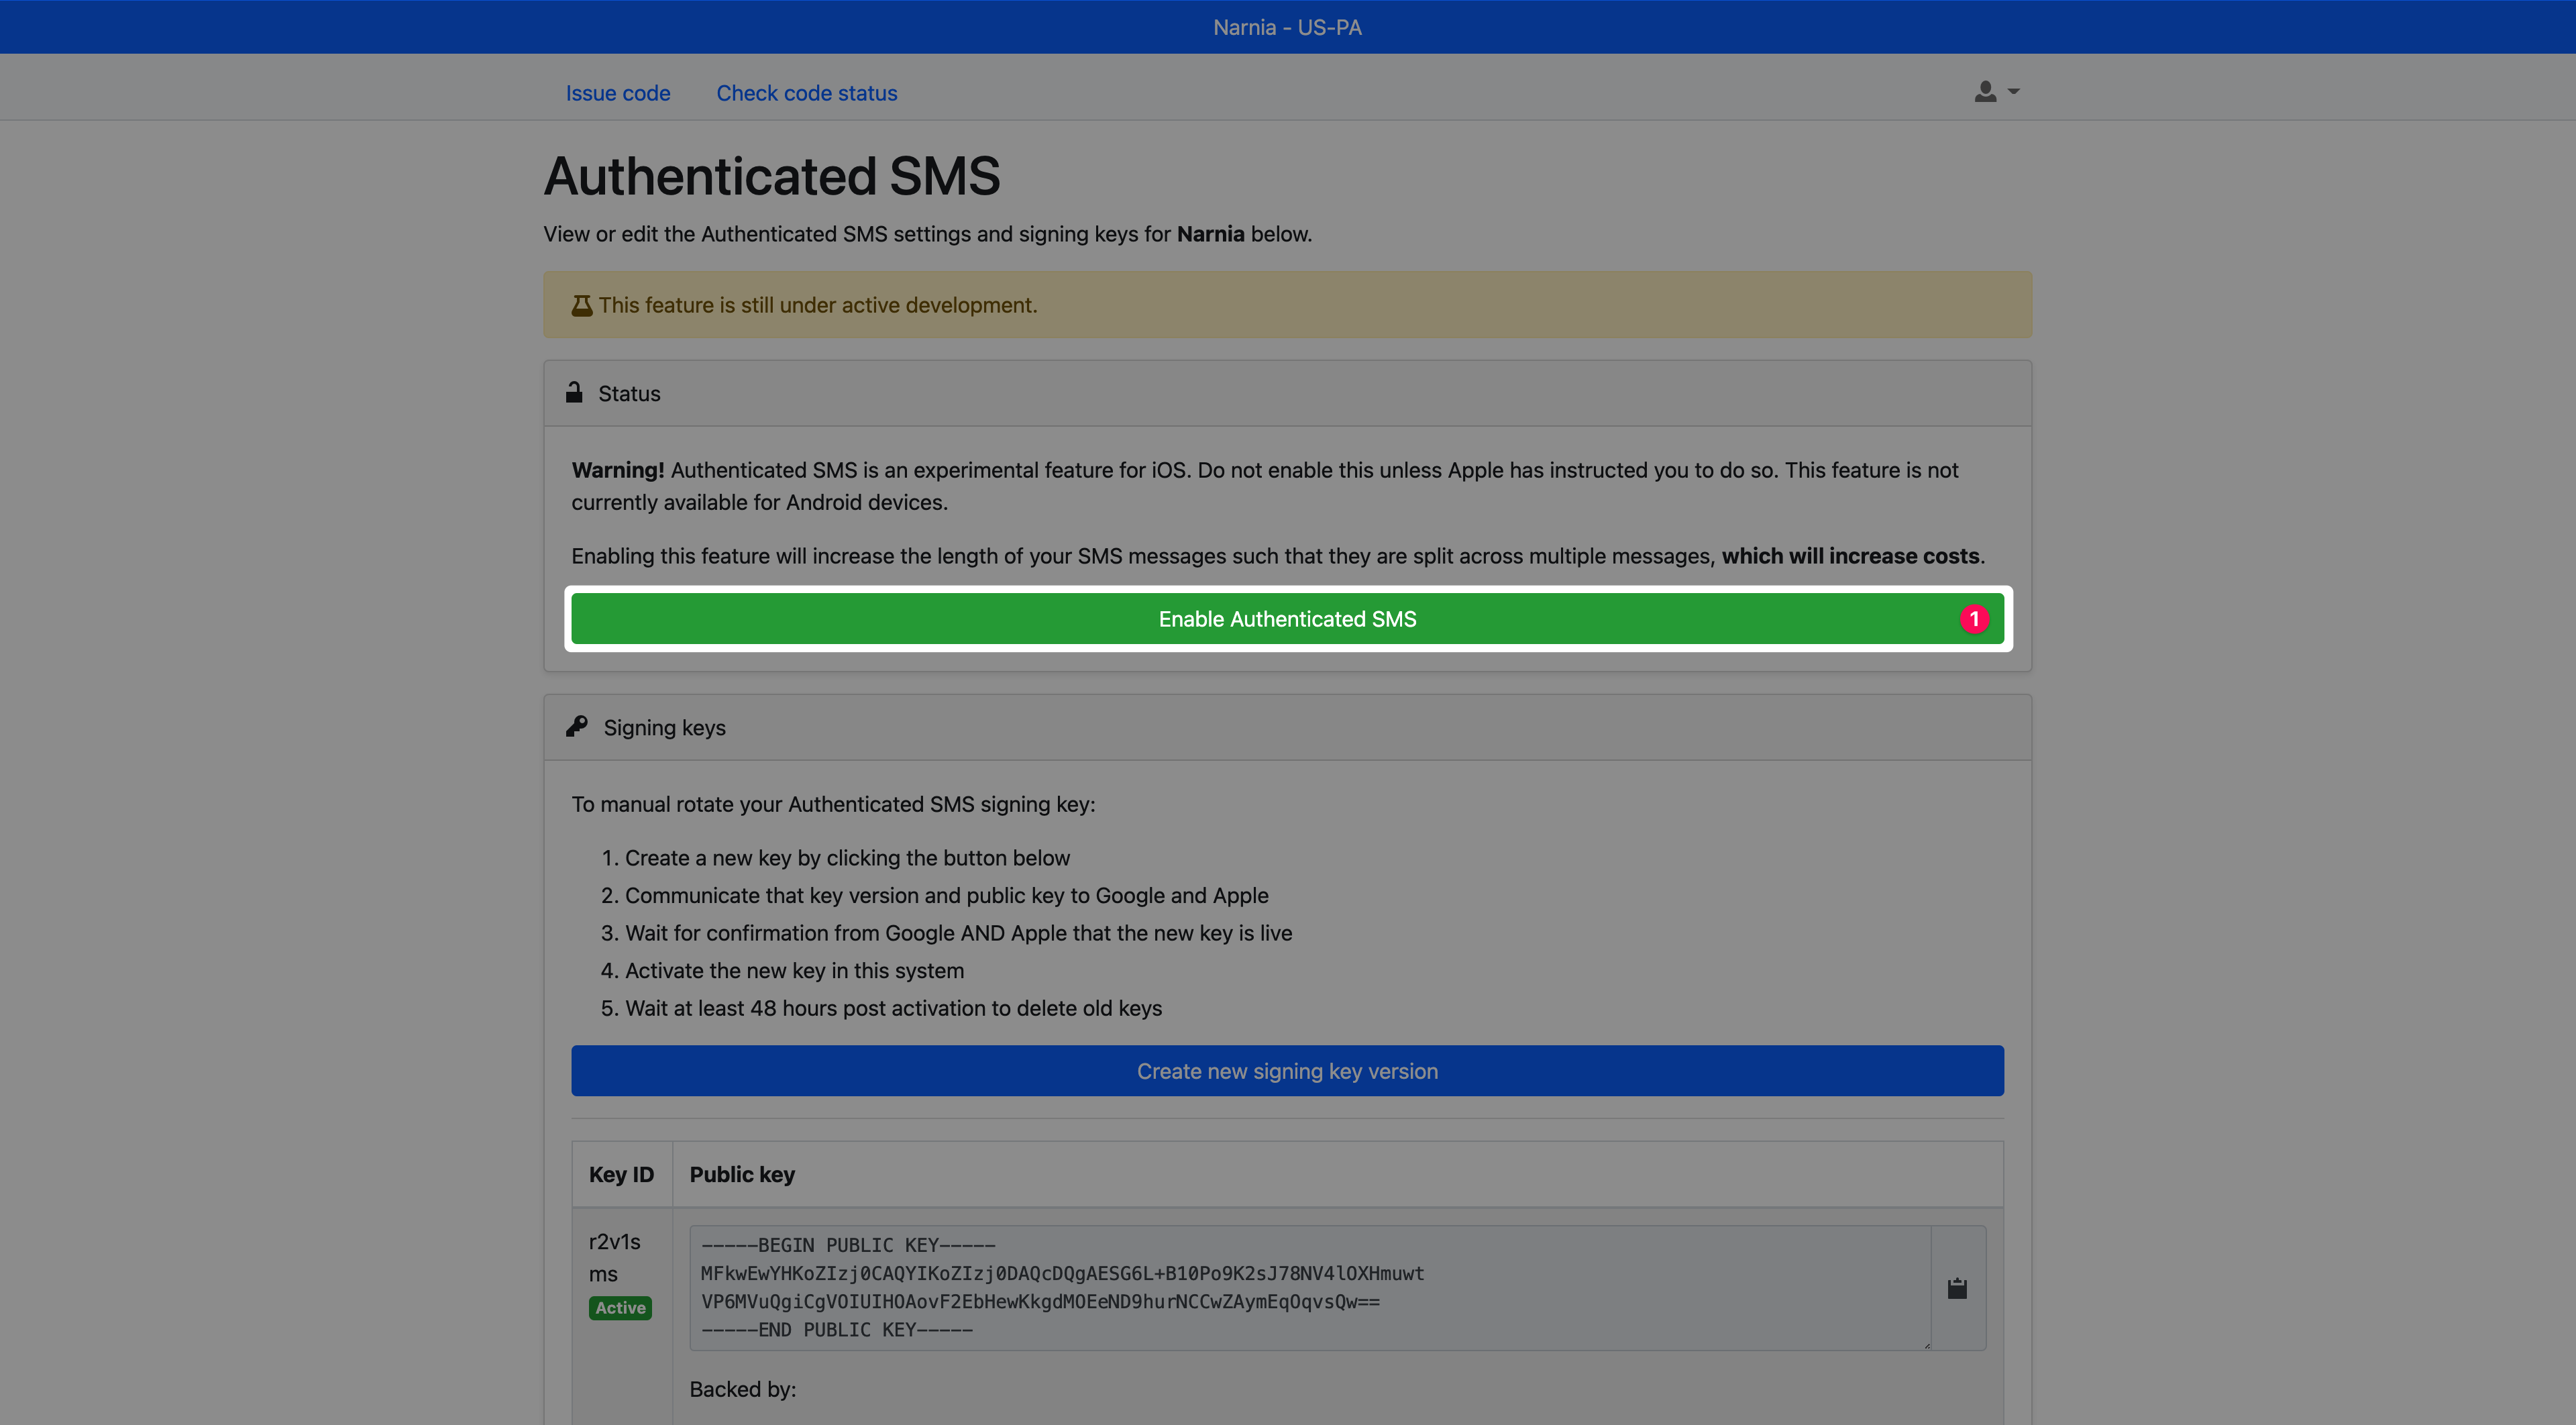 Narnia - US-PA
Issue code
Check code status
Authenticated SMS
View or edit the Authenticated SMS settings and signing keys for Narnia below.
This feature is still under active development.
Status
Warning! Authenticated SMS is an experimental feature for iOS. Do not enable this unless Apple has instructed you to do so. This feature is not
currently available for Android devices.
Enabling this feature will increase the length of your SMS messages such that they are split across multiple messages, which will increase costs.
Enable Authenticated SMS
1
Signing keys
To manual rotate your Authenticated SMS signing key:
1. Create a new key by clicking the button below
2. Communicate that key version and public key to Google and Apple
3. Wait for confirmation from Google AND Apple that the new key is live
4. Activate the new key in this system
5. Wait at least 48 hours post activation to delete old keys
Create new signing key version
Key ID
Public key
r2v1s
ms
Active
-----BEGIN PUBLIC KEY-----
MFkwEwYHKoZIzj0CAQYIKoZIzj0DAQcDQgAESG6L+B10Po9K2sJ78NV4lOXHmuwt
VP6MVuQgiCgVOIUIHOAovF2EbHewKkgdMOEeND9hurNCCwZAymEqOqvsQw==
-----END PUBLIC KEY-----
Backed by: